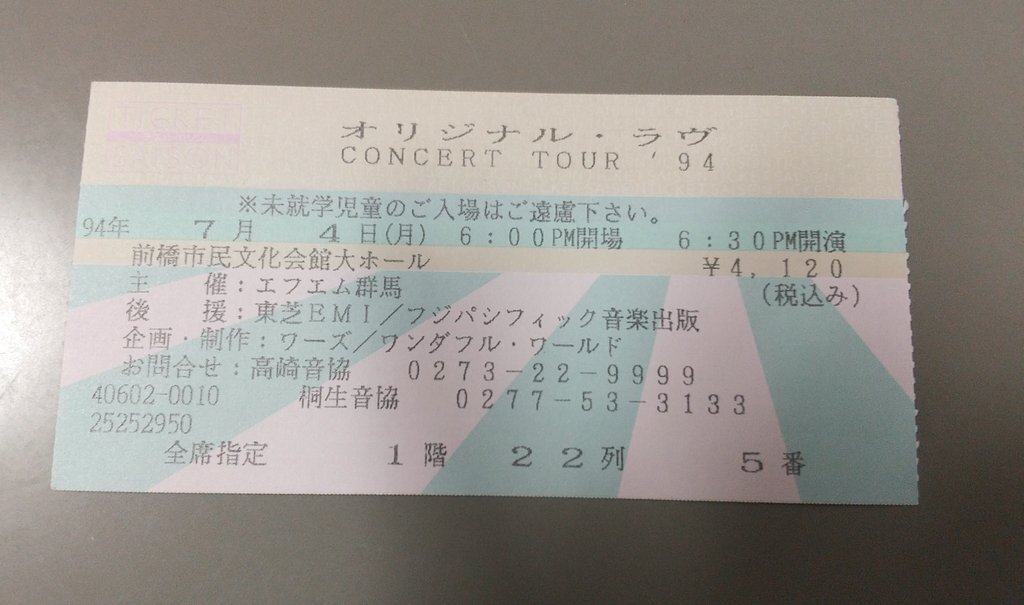 TICKET
SAISON
オリジナル・ラヴ
CONCERT TOUR '94
※未就学児童のご入場はご遠慮下さい。
94年 7月 4日(月) 6:00PM開場 6:30PM開演
前橋市民文化会館大ホール ¥4,120
主 催:エフエム群馬 (税込み)
後 援:東芝EMI/フジパシフィック音楽出版
企画・制作:ワーズ/ワンダフル・ワールド
お問合せ:高崎音協 0273-22-9999
40602-0010 桐生音協 0277-53-3133
25252950
全席指定 1階 22列 5番